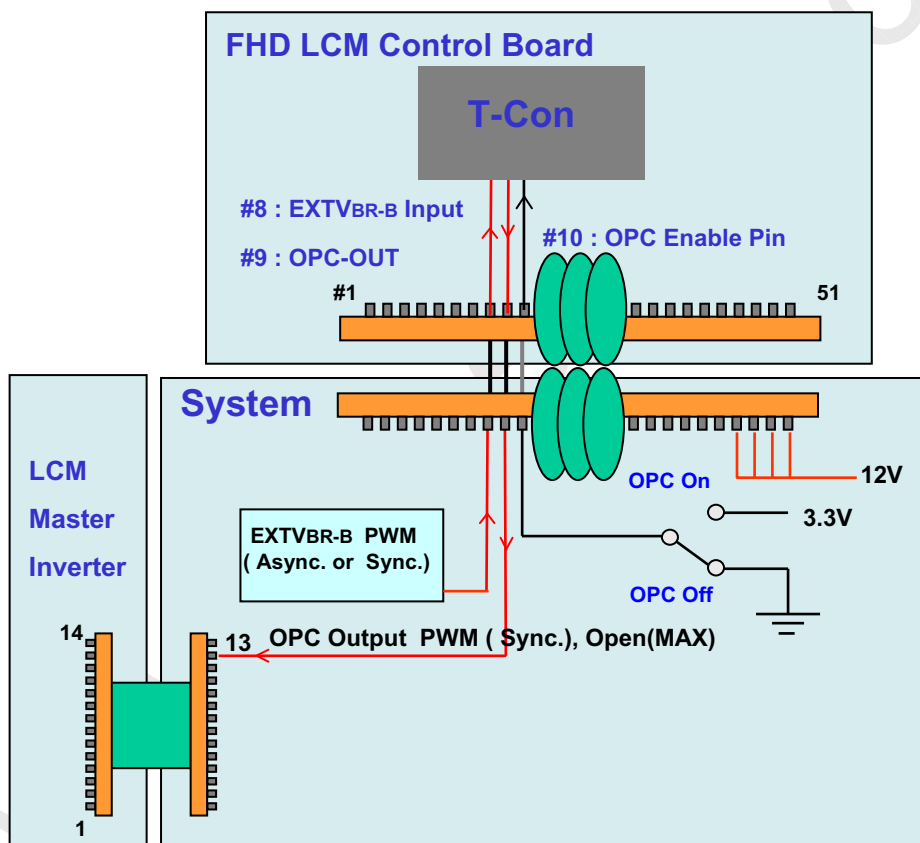 FHD LCM Control Board
T-Con
#8 : EXTVBR-B Input
#9 : OPC-OUT
#10 : OPC Enable Pin
#1
51
System
LCM
Master
Inverter
OPC On
12V
3.3V
EXTVBR-B PWM
( Async. or Sync.)
OPC Off
14
13
OPC Output PWM ( Sync.), Open(MAX)
1